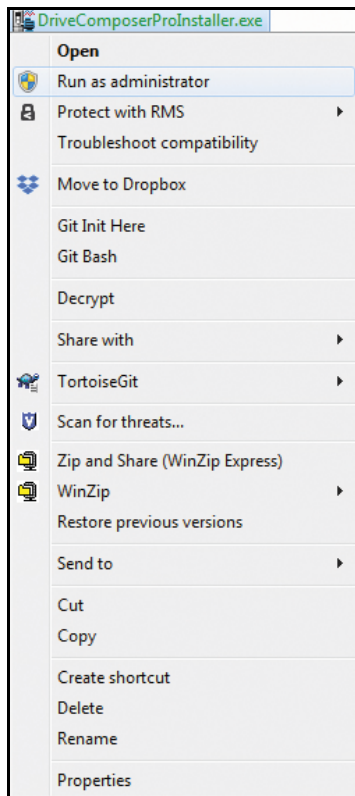 DriveComposerProInstaller.exe
Open
Run as administrator
Protect with RMS
Troubleshoot compatibility
Move to Dropbox
Git Init Here
Git Bash
Decrypt
Share with
TortoiseGit
Scan for threats...
Zip and Share (WinZip Express)
WinZip
Restore previous versions
Send to
Cut
Copy
Create shortcut
Delete
Rename
Properties